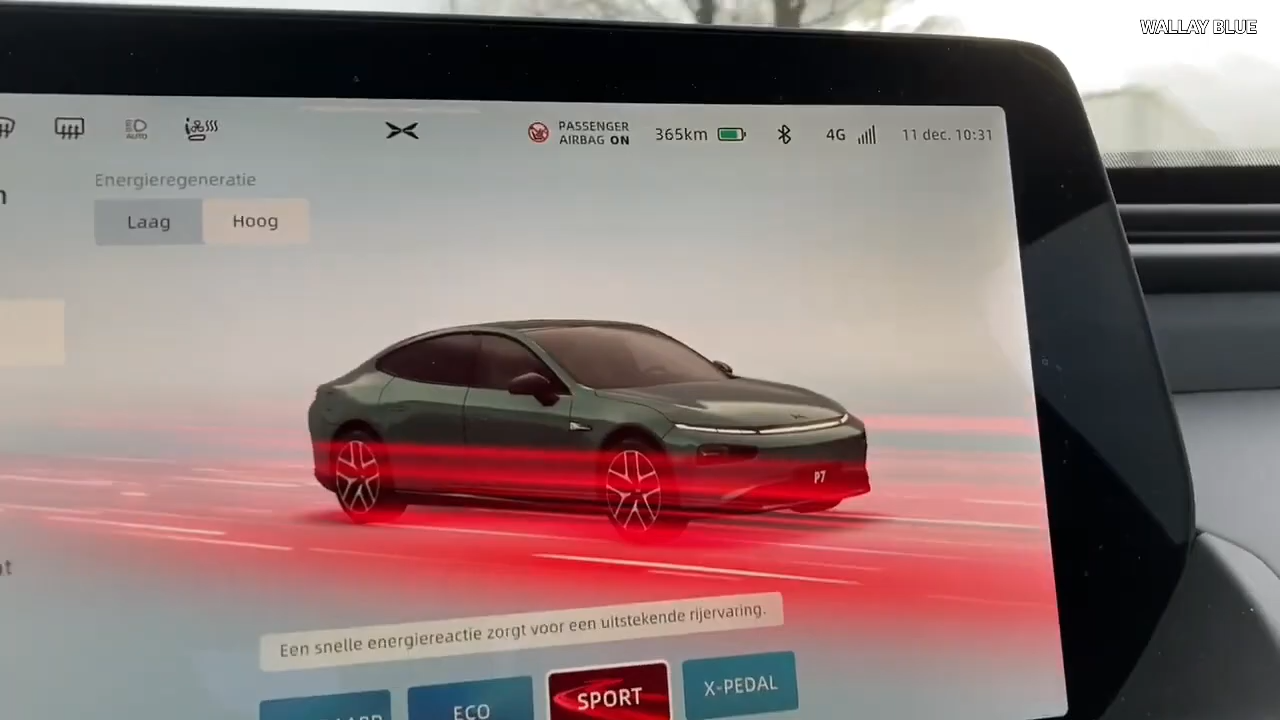 WALLAY BLUE
AUTO
PASSENGER
AIRBAG ON
365km
4G
11 dec. 10:31
Energieregeneratie
Laag
Hoog
P7
Een snelle energiereactie zorgt voor een uitstekende rijervaring.
ECO
SPORT
X-PEDAL